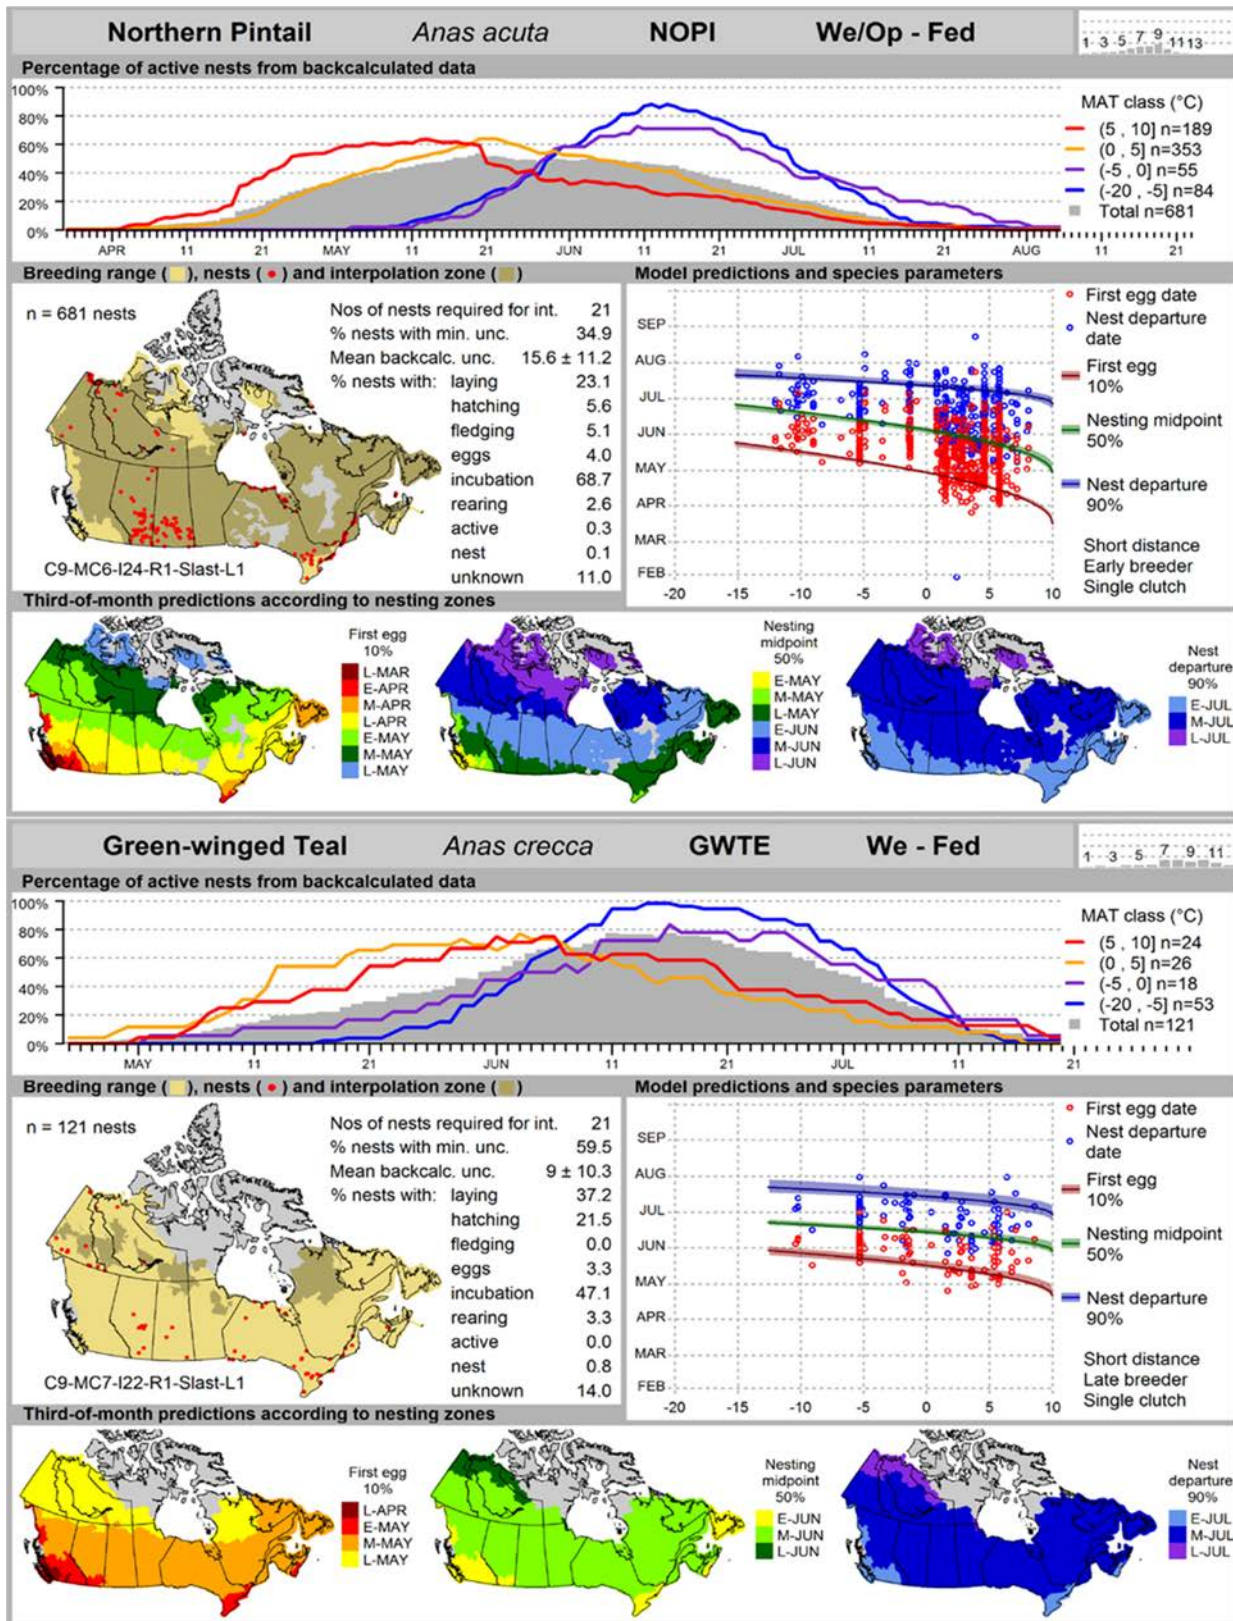 Northern Pintail Anas acuta NOPI We/Op - Fed
1 3 5 7 9 11 13
Percentage of active nests from backcalculated data
100%
80%
60%
40%
20%
0%
APR 11 21 MAY 11 21 JUN 11 21 JUL 11 21 AUG 11 21
MAT class (°C)
(5 , 10] n=189
(0 , 5] n=353
(-5 , 0] n=55
(-20 , -5] n=84
Total n=681
Breeding range ( ), nests ( ) and interpolation zone ( )
n = 681 nests
Nos of nests required for int. 21
% nests with min. unc. 34.9
Mean backcalc. unc. 15.6 ± 11.2
% nests with: laying 23.1
hatching 5.6
fledging 5.1
eggs 4.0
incubation 68.7
rearing 2.6
active 0.3
nest 0.1
unknown 11.0
C9-MC6-I24-R1-Slast-L1
Model predictions and species parameters
SEP
AUG
JUL
JUN
MAY
APR
MAR
FEB
-20 -15 -10 -5 0 5 10
First egg date
Nest departure
date
First egg
10%
Nesting midpoint
50%
Nest departure
90%
Short distance
Early breeder
Single clutch
Third-of-month predictions according to nesting zones
First egg
10%
L-MAR
E-APR
M-APR
L-APR
E-MAY
M-MAY
L-MAY
Nesting
midpoint
50%
E-MAY
M-MAY
L-MAY
E-JUN
M-JUN
L-JUN
Nest
departure
90%
E-JUL
M-JUL
L-JUL
Green-winged Teal Anas crecca GWTE We - Fed
1 3 5 7 9 11
Percentage of active nests from backcalculated data
100%
80%
60%
40%
20%
0%
MAY 11 21 JUN 11 21 JUL 11 21
MAT class (°C)
(5 , 10] n=24
(0 , 5] n=26
(-5 , 0] n=18
(-20 , -5] n=53
Total n=121
Breeding range ( ), nests ( ) and interpolation zone ( )
n = 121 nests
Nos of nests required for int. 21
% nests with min. unc. 59.5
Mean backcalc. unc. 9 ± 10.3
% nests with: laying 37.2
hatching 21.5
fledging 0.0
eggs 3.3
incubation 47.1
rearing 3.3
active 0.0
nest 0.8
unknown 14.0
C9-MC7-I22-R1-Slast-L1
Model predictions and species parameters
SEP
AUG
JUL
JUN
MAY
APR
MAR
FEB
-20 -15 -10 -5 0 5 10
First egg date
Nest departure
date
First egg
10%
Nesting midpoint
50%
Nest departure
90%
Short distance
Late breeder
Single clutch
Third-of-month predictions according to nesting zones
First egg
10%
L-APR
E-MAY
M-MAY
L-MAY
Nesting
midpoint
50%
E-JUN
M-JUN
L-JUN
Nest
departure
90%
E-JUL
M-JUL
L-JUL